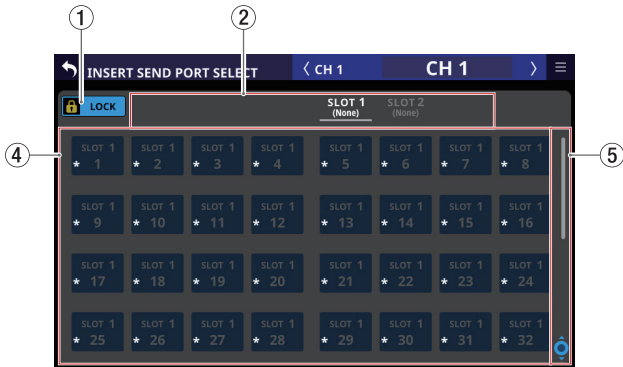 ① ②
INSERT SEND PORT SELECT 〈 CH 1 CH 1 〉
LOCK
SLOT 1 SLOT 2
(None) (None)
④ ⑤
SLOT 1 SLOT 1 SLOT 1 SLOT 1 SLOT 1 SLOT 1 SLOT 1 SLOT 1
* 1 * 2 * 3 * 4 * 5 * 6 * 7 * 8
SLOT 1 SLOT 1 SLOT 1 SLOT 1 SLOT 1 SLOT 1 SLOT 1 SLOT 1
* 9 * 10 * 11 * 12 * 13 * 14 * 15 * 16
SLOT 1 SLOT 1 SLOT 1 SLOT 1 SLOT 1 SLOT 1 SLOT 1 SLOT 1
* 17 * 18 * 19 * 20 * 21 * 22 * 23 * 24
SLOT 1 SLOT 1 SLOT 1 SLOT 1 SLOT 1 SLOT 1 SLOT 1 SLOT 1
* 25 * 26 * 27 * 28 * 29 * 30 * 31 * 32